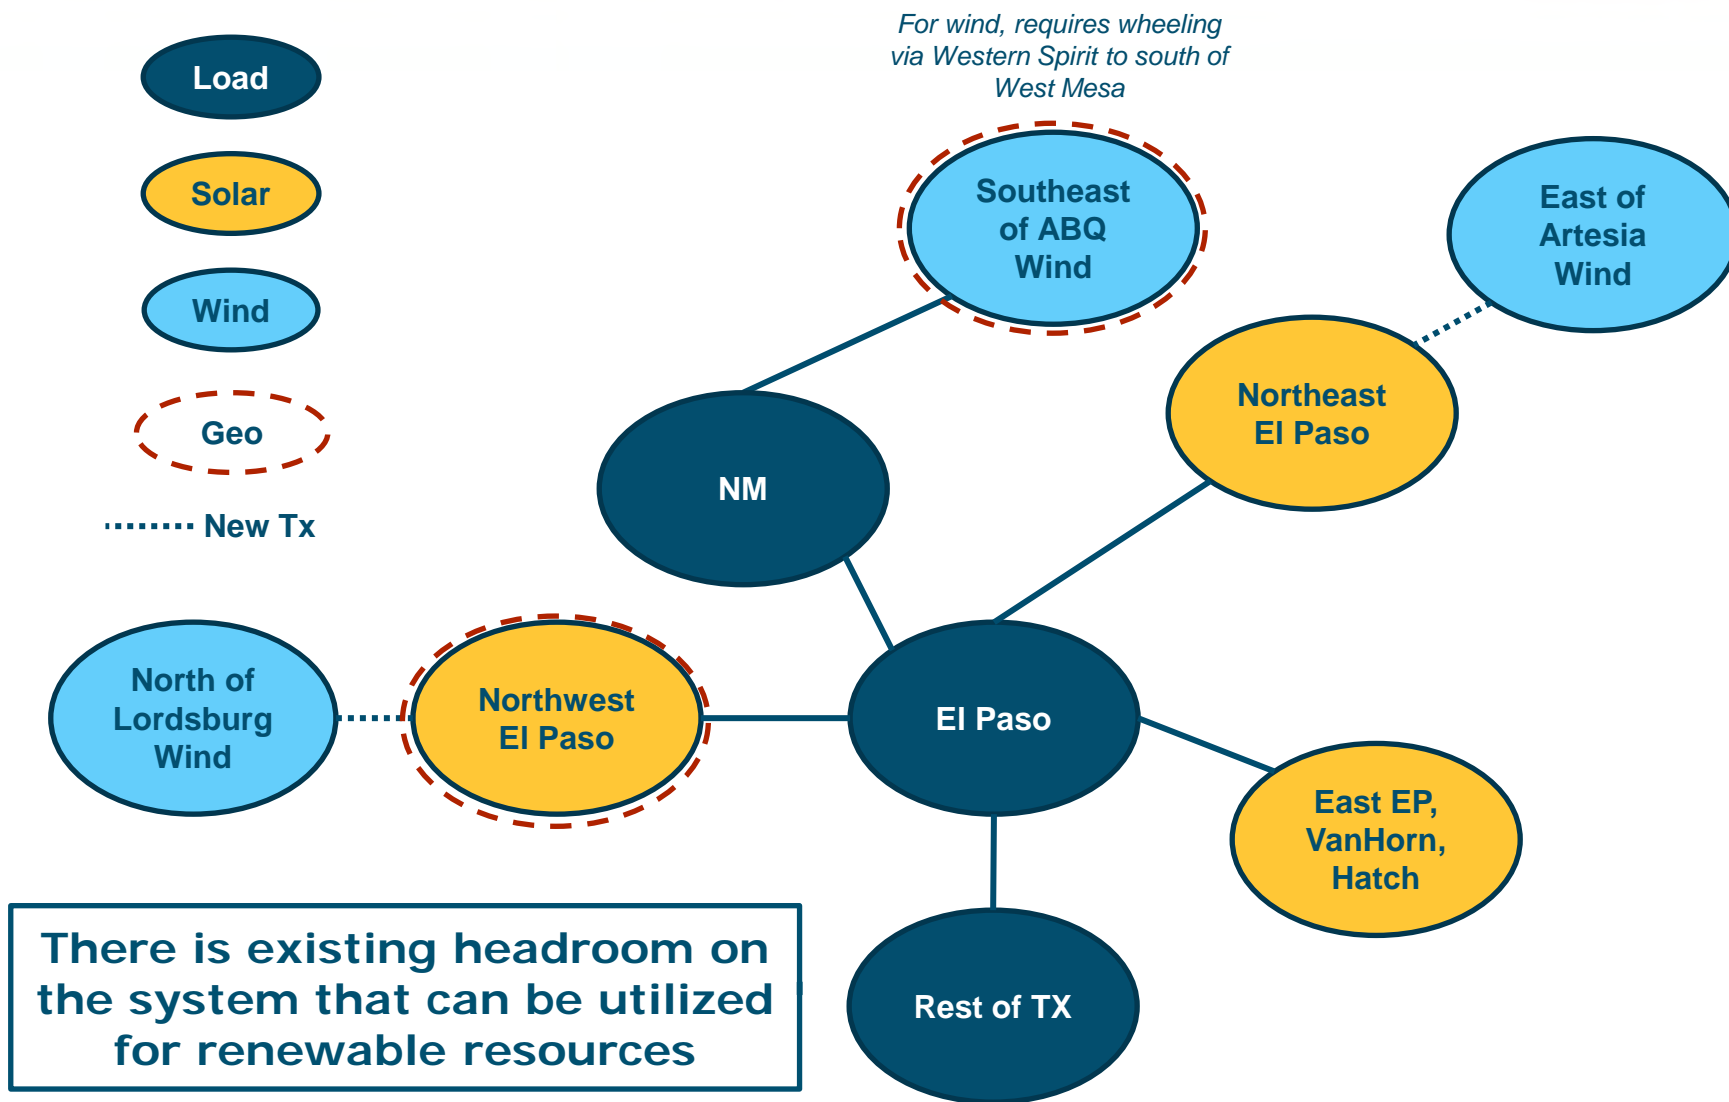 For wind, requires wheeling
via Western Spirit to south of
West Mesa
Load
Solar
Wind
Geo
New Tx
Southeast
of ABQ
Wind
East of
Artesia
Wind
Northeast
El Paso
NM
North of
Lordsburg
Wind
Northwest
El Paso
El Paso
East EP,
VanHorn,
Hatch
Rest of TX
There is existing headroom on
the system that can be utilized
for renewable resources